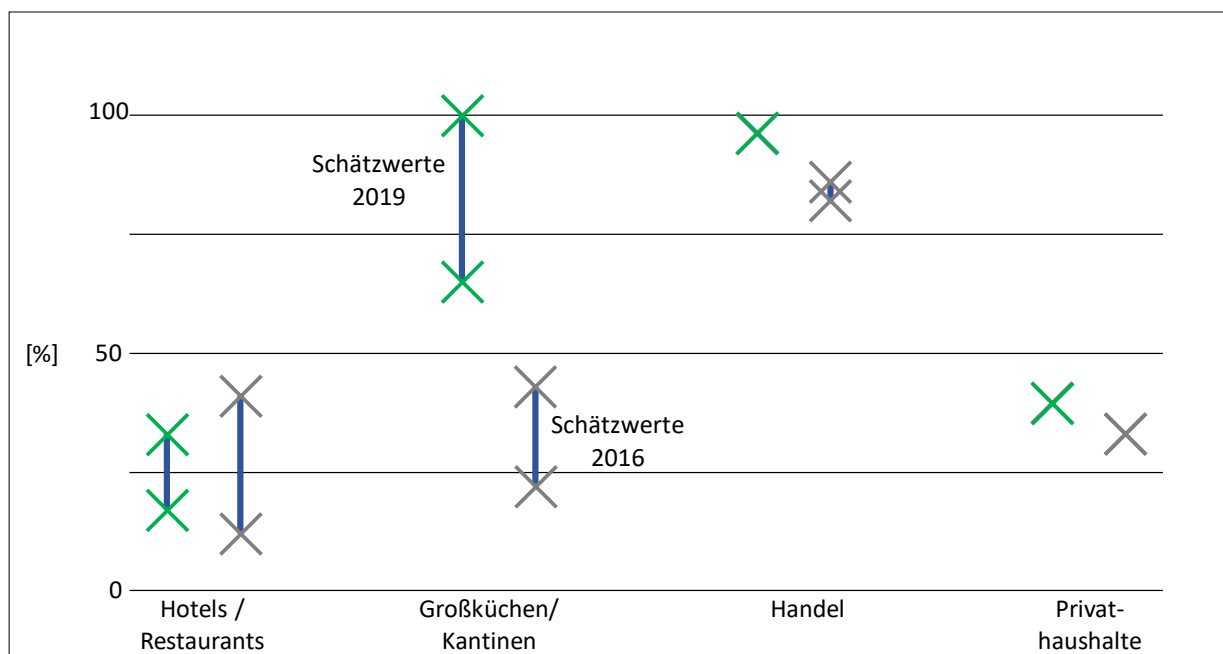 100
Schätzwerte
2019
[%]
50
Schätzwerte
2016
0
Hotels /
Restaurants
Großküchen/
Kantinen
Handel
Privat-
haushalte